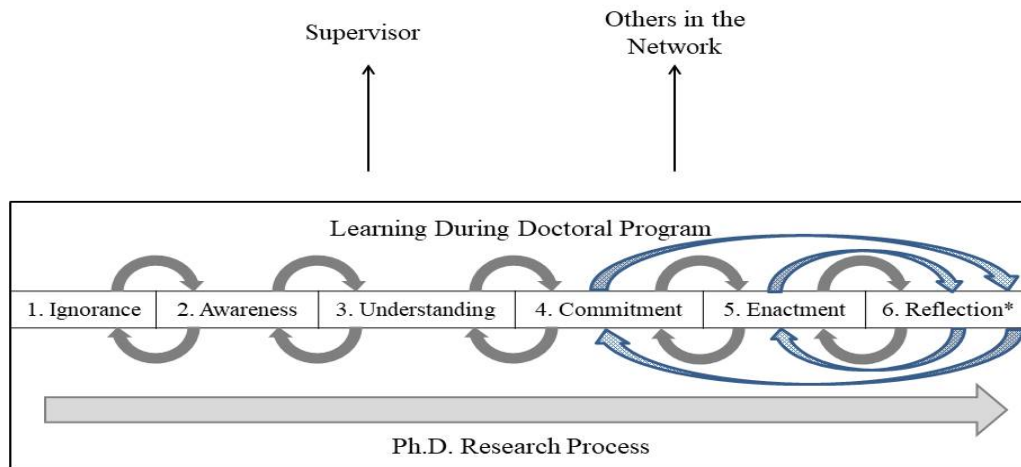 Supervisor
Others in the
Network
Learning During Doctoral Program
1. Ignorance
2. Awareness
3. Understanding
4. Commitment
5. Enactment
6. Reflection*
Ph.D. Research Process